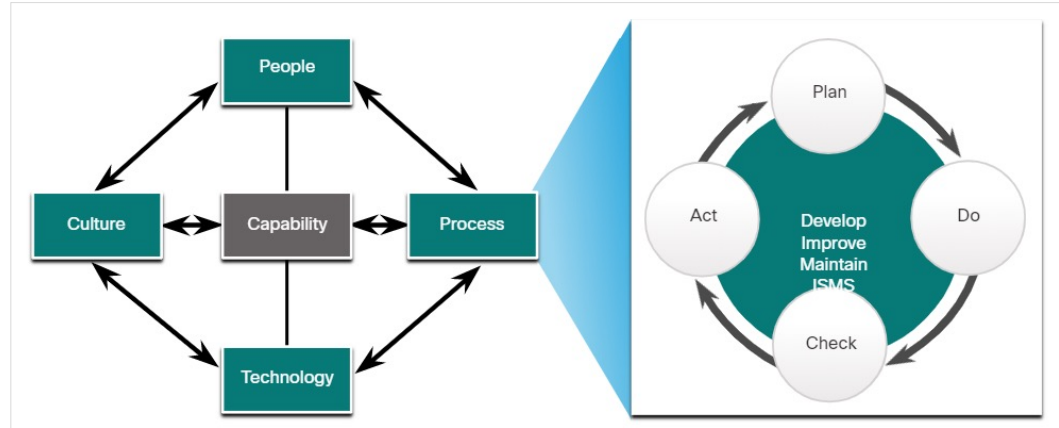 People
Culture
Capability
Process
Technology
Plan
Act
Do
Develop
Improve
Maintain
ISMS
Check